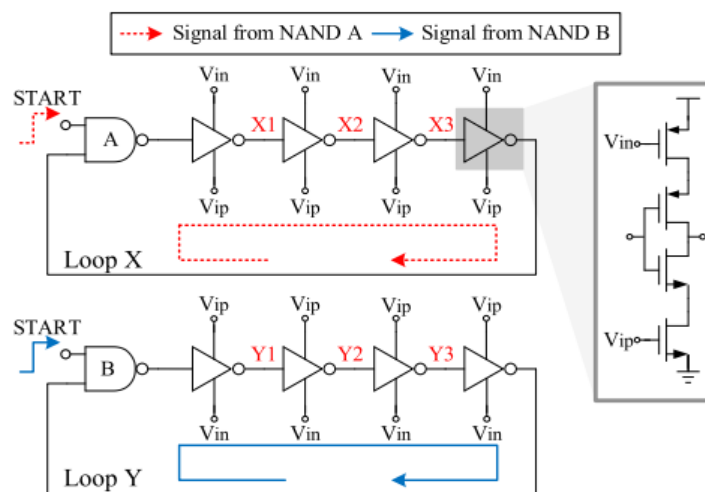 Signal from NAND A Signal from NAND B
START
Vin Vin Vin Vin
A X1 X2 X3
Vip Vip Vip Vip
Loop X
START
Vip Vip Vip Vip
B Y1 Y2 Y3
Vin Vin Vin Vin
Loop Y
Vin
Vip